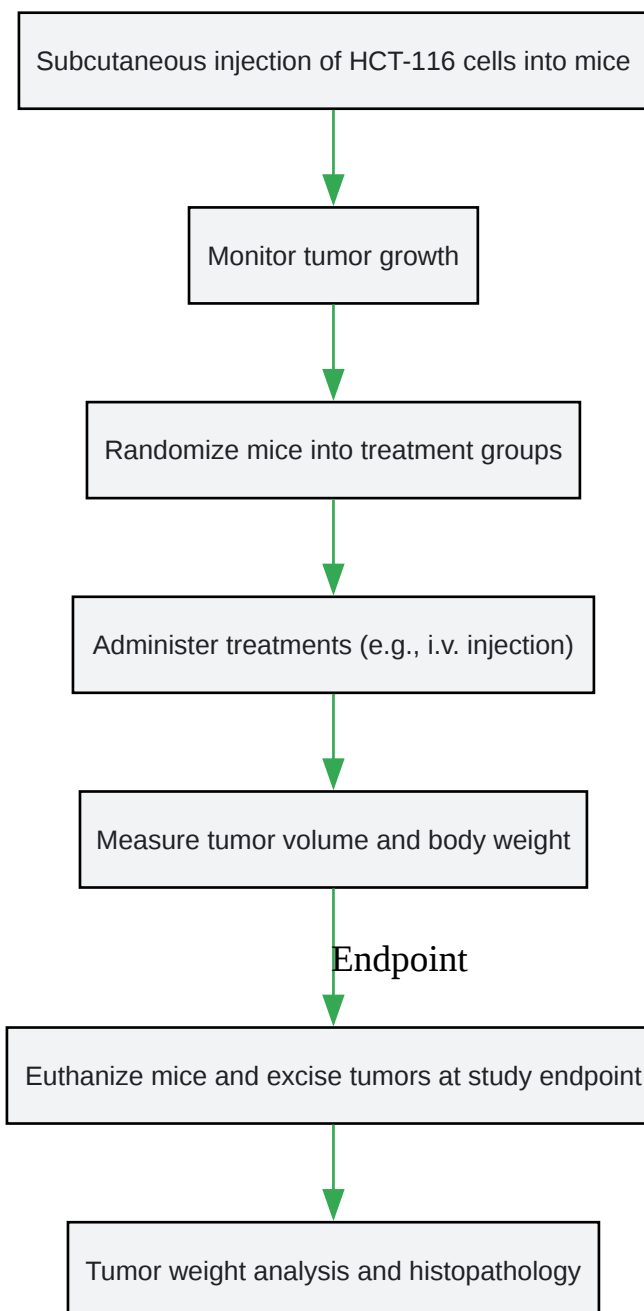 Subcutaneous injection of HCT-116 cells into mice
Monitor tumor growth
Randomize mice into treatment groups
Administer treatments (e.g., i.v. injection)
Measure tumor volume and body weight
Endpoint
Euthanize mice and excise tumors at study endpoint
Tumor weight analysis and histopathology